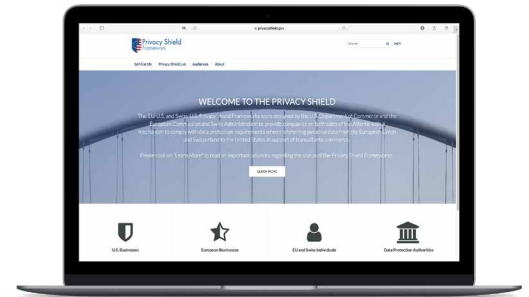 privacyshield.gov
Privacy Shield
Framework
Search
Log In
Self-Certify Privacy Shield List Audiences About
WELCOME TO THE PRIVACY SHIELD
The EU-U.S. and Swiss-U.S. Privacy Shield Frameworks were designed by the U.S. Department of Commerce and the
European Commission and Swiss Administration to provide companies on both sides of the Atlantic with a
mechanism to comply with data protection requirements when transferring personal data from the European Union
and Switzerland to the United States in support of transatlantic commerce.
Please click on "Learn More" to read an important advisory regarding the status of the Privacy Shield Frameworks.
LEARN MORE
U.S. Businesses
European Businesses
EU and Swiss Individuals
Data Protection Authorities